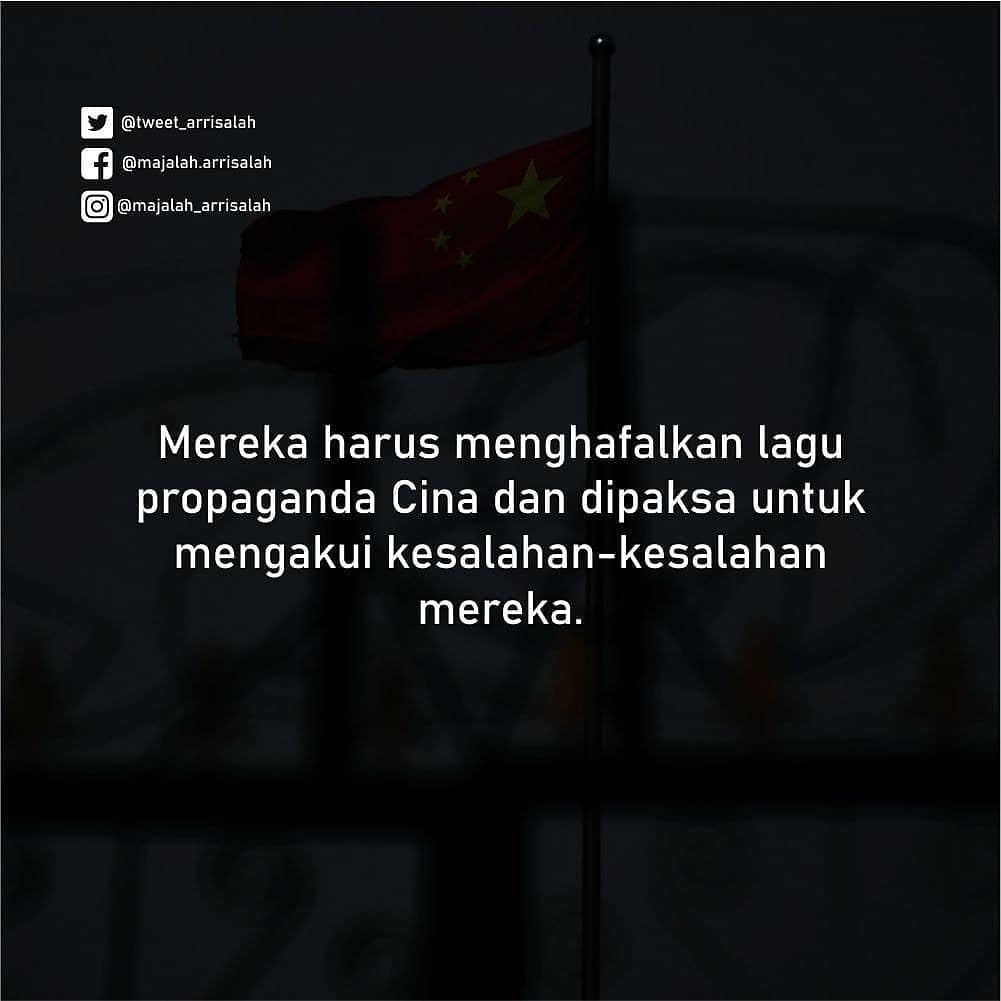 @tweet_arrisalah
@majalah.arrisalah
@majalah_arrisalah
Mereka harus menghafalkan lagu
propaganda Cina dan dipaksa untuk
mengakui kesalahan-kesalahan
mereka.